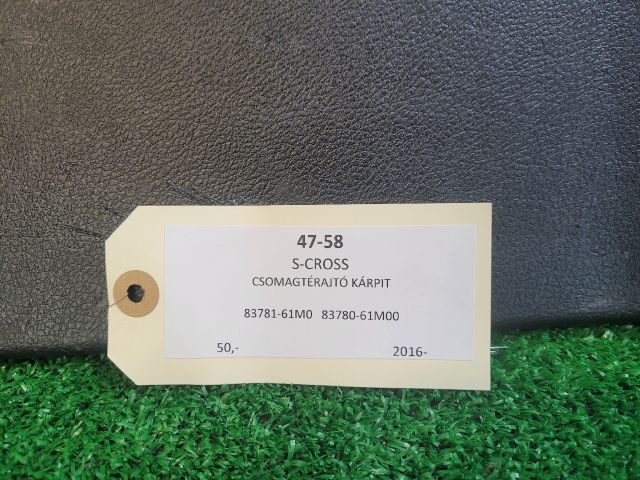 47-58
S-CROSS
CSOMAGTÉRAJTÓ KÁRPIT
83781-61M0 83780-61M00
50,- 2016-